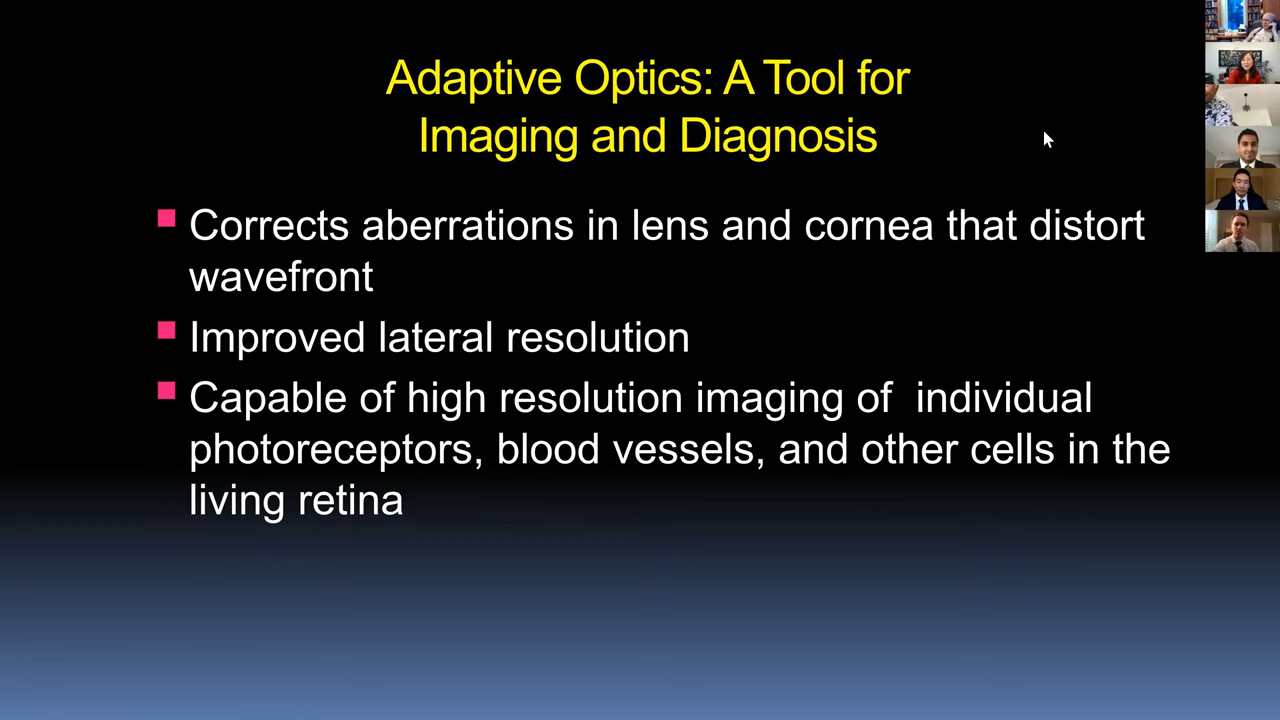 Adaptive Optics: A Tool for
Imaging and Diagnosis
Corrects aberrations in lens and cornea that distort
wavefront
Improved lateral resolution
Capable of high resolution imaging of  individual
photoreceptors, blood vessels, and other cells in the
living retina